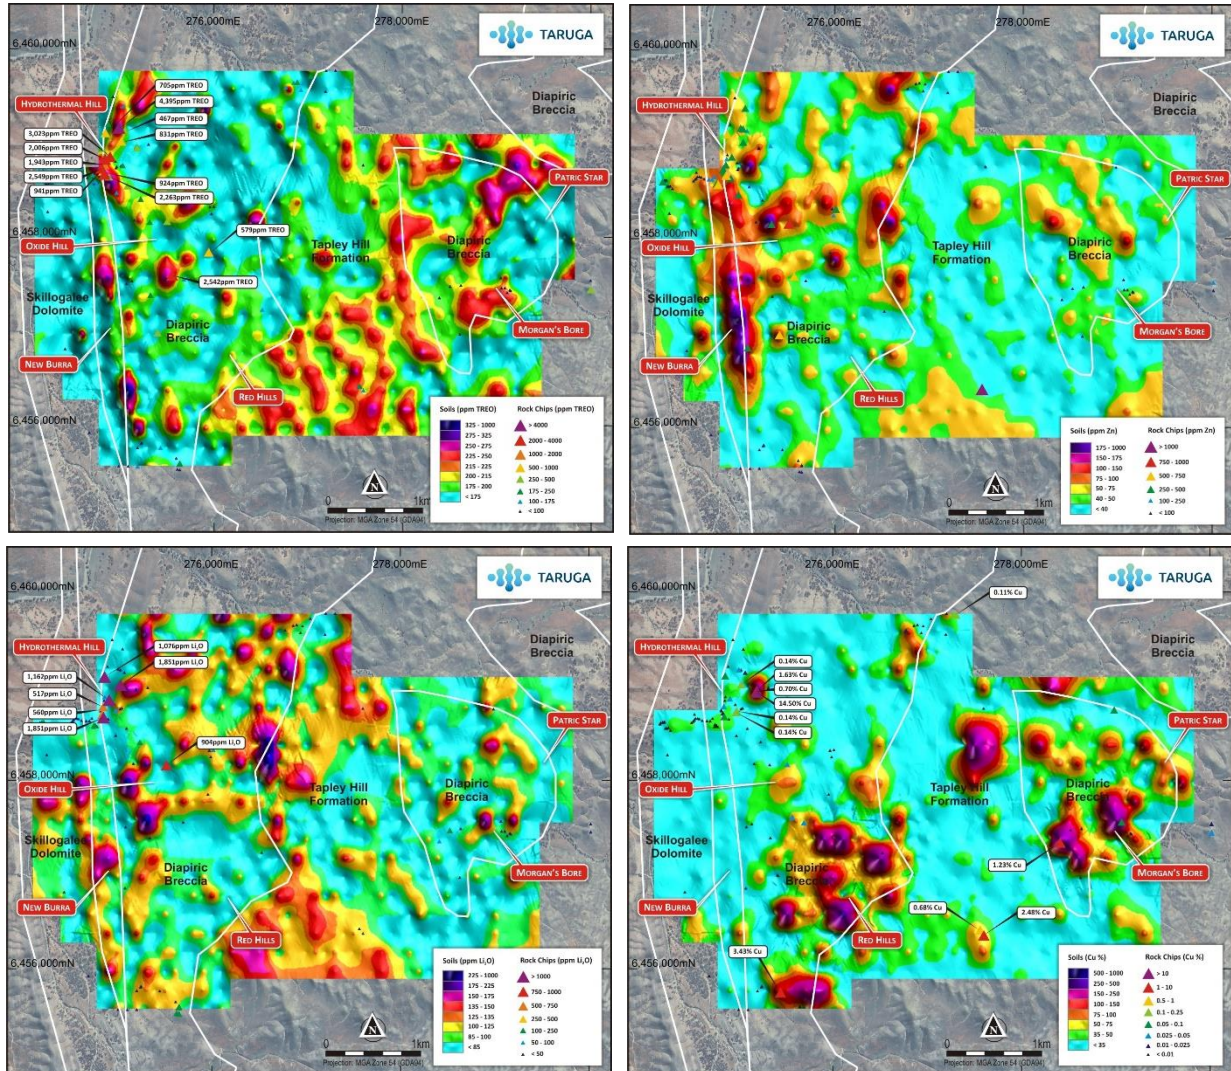 276,000mE
278,000mE
6,460,000mN
TARUGA
705ppm TREO
4,395ppm TREO
HYDROTHERMAL HILL
467ppm TREO
3,023ppm TREO
831ppm TREO
2,086ppm TREO
1,943ppm TREO
2,549ppm TREO
924ppm TREO
941ppm TREO
2,263ppm TREO
Diapiric
Breccia
PATRIC STAR
579ppm TREO
6,458,000mN
OXIDE HILL
Tapley Hill
Formation
Diapiric
Breccia
2,542ppm TREO
Skillogalee
Dolomite
Diapiric
Breccia
MORGAN'S BORE
NEW BURRA
RED HILLS
6,456,000mN
Soils (ppm TREO)
325 - 1000
275 - 325
250 - 275
225 - 250
215 - 225
200 - 215
175 - 200
< 175
Rock Chips (ppm TREO)
> 4000
2000 - 4000
1000 - 2000
500 - 1000
250 - 500
175 - 250
100 - 175
< 100
N
0
1km
Projection: MGA Zone 54 (GDA94)
276,000mE
278,000mE
6,460,000mN
TARUGA
HYDROTHERMAL HILL
Diapiric
Breccia
PATRIC STAR
6,458,000mN
OXIDE HILL
Tapley Hill
Formation
Diapiric
Breccia
Skillogalee
Dolomite
Diapiric
Breccia
MORGAN'S BORE
NEW BURRA
RED HILLS
6,456,000mN
Soils (ppm Zn)
175 - 1000
150 - 175
100 - 150
75 - 100
50 - 75
40 - 50
< 40
Rock Chips (ppm Zn)
> 1000
750 - 1000
500 - 750
250 - 500
100 - 250
< 100
N
0
1km
Projection: MGA Zone 54 (GDA94)
276,000mE
278,000mE
6,460,000mN
TARUGA
HYDROTHERMAL HILL
1,076ppm Li₂O
1,851ppm Li₂O
1,162ppm Li₂O
517ppm Li₂O
560ppm Li₂O
1,851ppm Li₂O
904ppm Li₂O
Diapiric
Breccia
PATRIC STAR
6,458,000mN
OXIDE HILL
Tapley Hill
Formation
Diapiric
Breccia
Skillogalee
Dolomite
Diapiric
Breccia
MORGAN'S BORE
NEW BURRA
RED HILLS
6,456,000mN
Soils (ppm Li₂O)
225 - 1000
175 - 225
150 - 175
135 - 150
125 - 135
100 - 125
85 - 100
< 85
Rock Chips (ppm Li₂O)
> 1000
750 - 1000
500 - 750
250 - 500
100 - 250
50 - 100
< 50
N
0
1km
Projection: MGA Zone 54 (GDA94)
276,000mE
278,000mE
6,460,000mN
TARUGA
0.11% Cu
HYDROTHERMAL HILL
0.14% Cu
1.63% Cu
0.70% Cu
14.50% Cu
0.14% Cu
0.14% Cu
Diapiric
Breccia
PATRIC STAR
6,458,000mN
OXIDE HILL
Tapley Hill
Formation
Diapiric
Breccia
Skillogalee
Dolomite
Diapiric
Breccia
1.23% Cu
MORGAN'S BORE
NEW BURRA
0.68% Cu
2.48% Cu
RED HILLS
3.43% Cu
6,456,000mN
Soils (Cu %)
500 - 1000
250 - 500
150 - 250
100 - 150
75 - 100
50 - 75
35 - 50
< 35
Rock Chips (Cu %)
> 10
1 - 10
0.5 - 1
0.1 - 0.25
0.05 - 0.1
0.025 - 0.05
0.01 - 0.025
< 0.01
N
0
1km
Projection: MGA Zone 54 (GDA94)